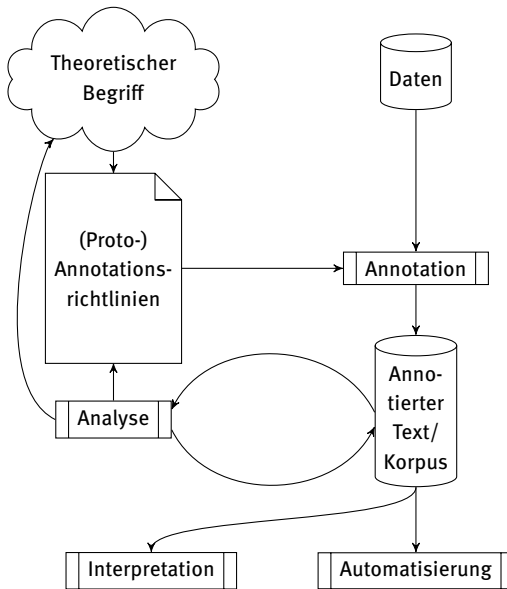 Theoretischer
Begriff
Daten
(Proto-)
Annotations-
richtlinien
Annotation
Anno-
tierter
Text/
Korpus
Analyse
Interpretation
Automatisierung